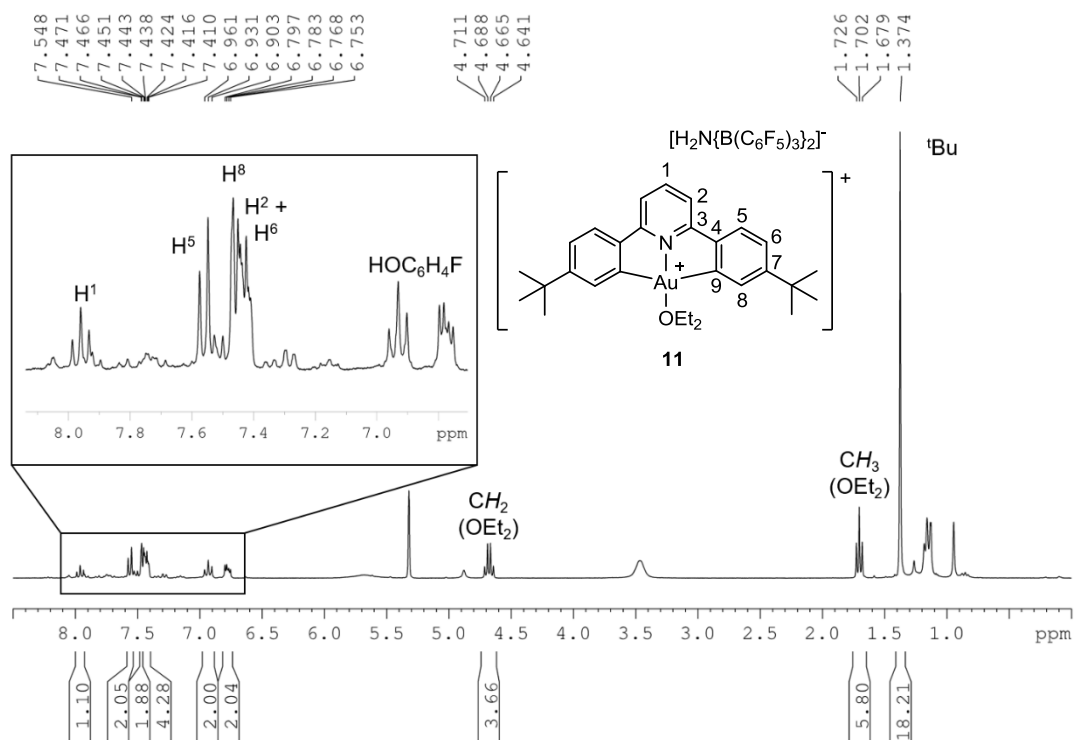 7.548
7.471
7.466
7.451
7.443
7.438
7.424
7.416
7.410
6.961
6.931
6.903
6.797
6.783
6.768
6.753
4.711
4.688
4.665
4.641
1.726
1.702
1.679
1.374
[H₂N{B(C₆F₅)₃}₂]⁻
ᵗBu
+
1
2
3
4
5
6
7
8
9
N
+
Au
OEt₂
11
H⁸
H² +
H⁶
H⁵
HOC₆H₄F
H¹
8.0 7.8 7.6 7.4 7.2 7.0 ppm
CH₃
(OEt₂)
CH₂
(OEt₂)
8.0 7.5 7.0 6.5 6.0 5.5 5.0 4.5 4.0 3.5 3.0 2.5 2.0 1.5 1.0 ppm
1.10
2.05
1.88
4.28
2.00
2.04
3.66
5.80
18.21